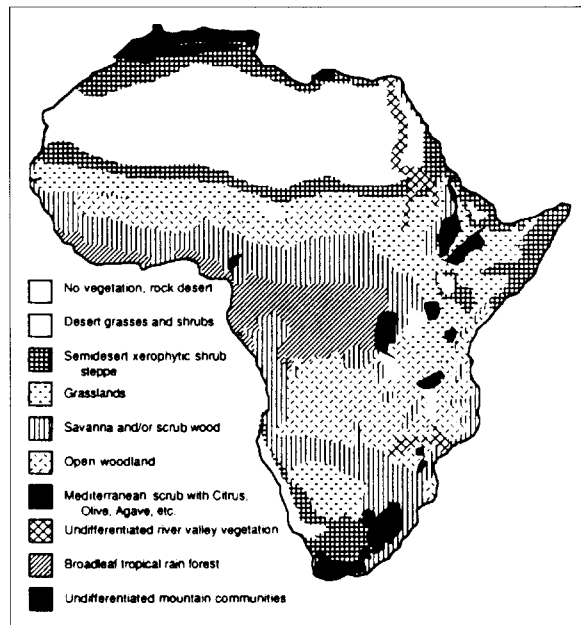 No vegetation, rock desert
Desert grasses and shrubs
Semidesert xerophytic shrub
steppe
Grasslands
Savanna and/or scrub wood
Open woodland
Mediterranean scrub with Citrus,
Olive, Agave, etc.
Undifferentiated river valley vegetation
Broadleaf tropical rain forest
Undifferentiated mountain communities